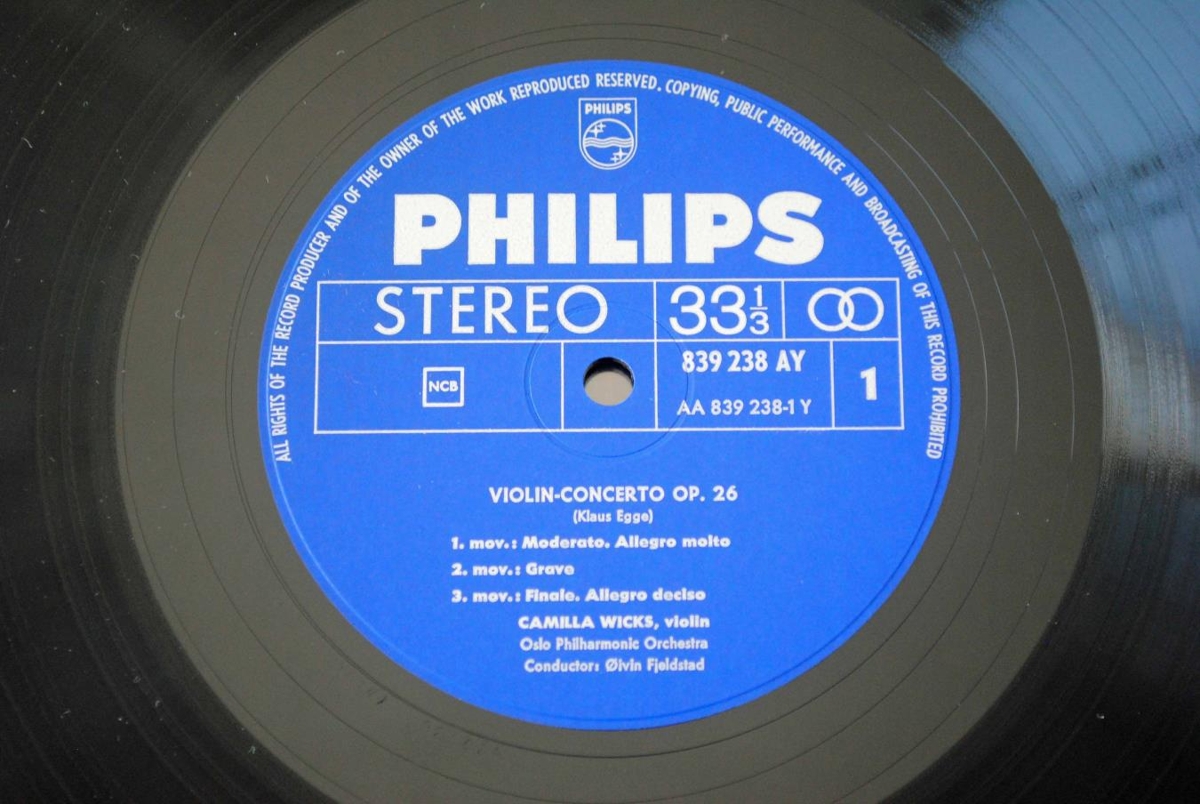 ALL RIGHTS OF THE RECORD PRODUCER AND OF THE OWNER OF THE WORK REPRODUCED RESERVED. COPYING, PUBLIC PERFORMANCE AND BROADCASTING OF THIS RECORD PROHIBITED
PHILIPS
PHILIPS
STEREO 33 1/3
NCB
839 238 AY
AA 839 238-1 Y
1
VIOLIN-CONCERTO OP. 26
(Klaus Egge)
1. mov.: Moderato. Allegro molto
2. mov.: Grave
3. mov.: Finale. Allegro deciso
CAMILLA WICKS, violin
Oslo Philharmonic Orchestra
Conductor: Øivin Fjeldstad